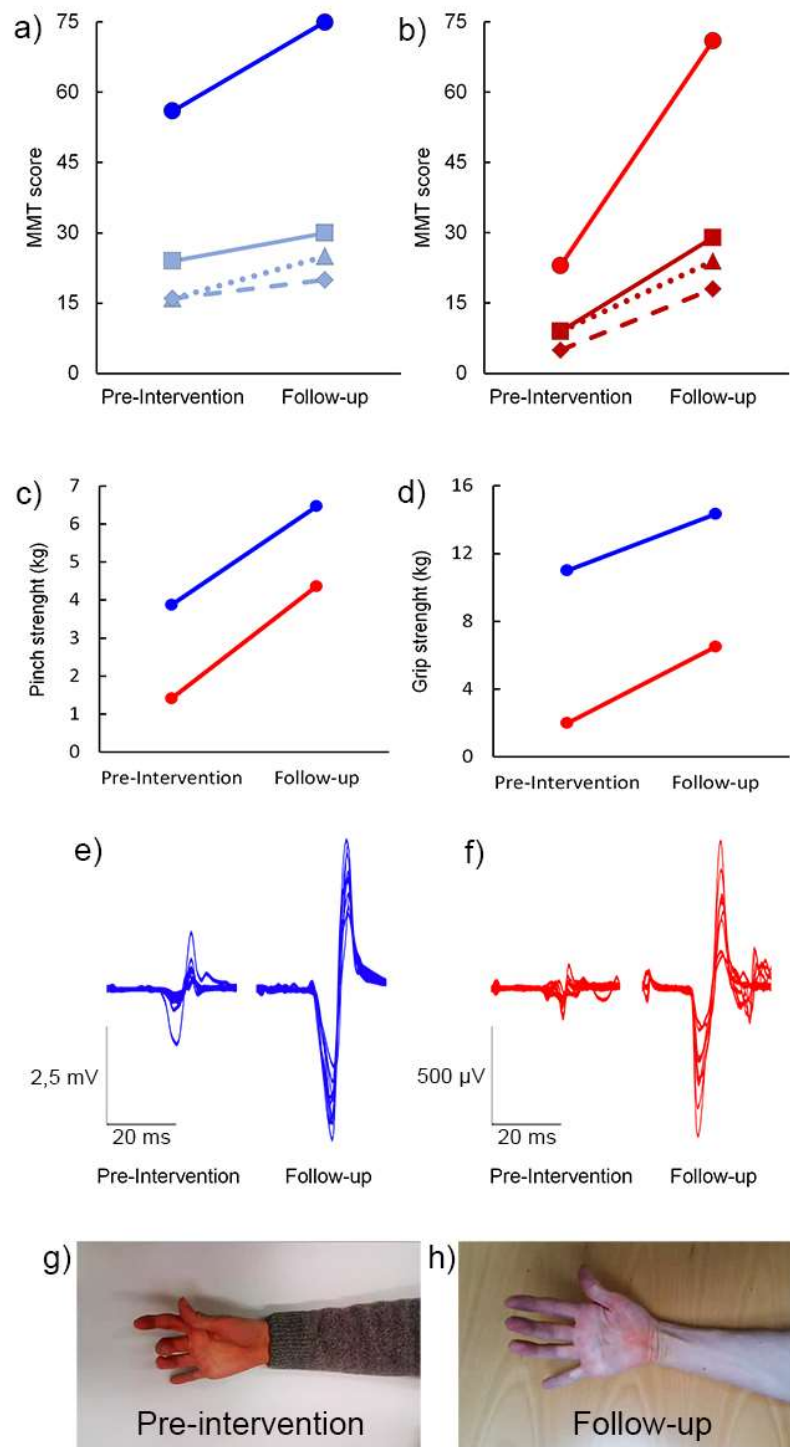 a)
75
60
45
30
15
0
MMT score
Pre-Intervention Follow-up
b)
75
60
45
30
15
0
MMT score
Pre-Intervention Follow-up
c)
7
6
5
4
3
2
1
0
Pinch strenght (kg)
Pre-Intervention Follow-up
d)
16
12
8
4
0
Grip strenght (kg)
Pre-Intervention Follow-up
e)
2,5 mV
20 ms
Pre-Intervention Follow-up
f)
500 µV
20 ms
Pre-Intervention Follow-up
g)
Pre-intervention
h)
Follow-up